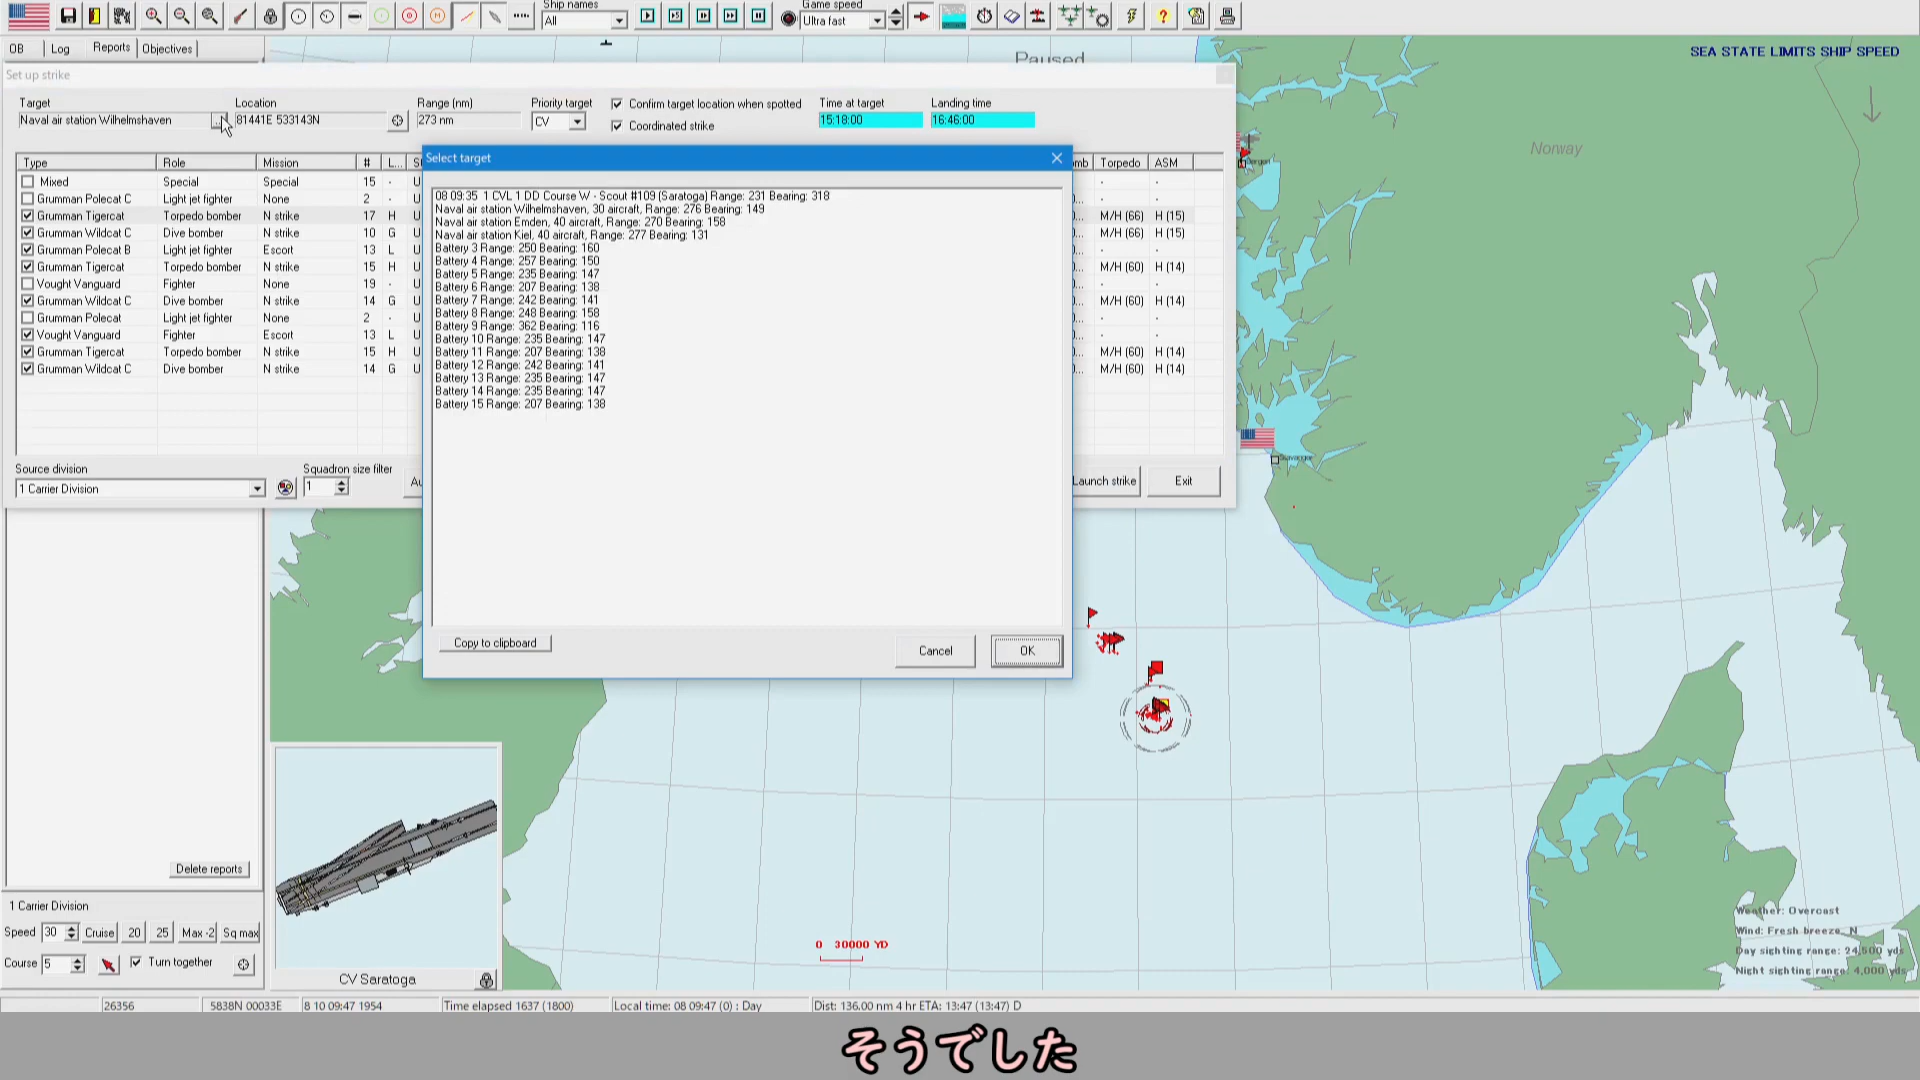 Ship names
All
Game speed
Ultra fast
OB
Log
Reports
Objectives
Paused
SEA STATE LIMITS SHIP SPEED
Set up strike
Target
Location
Range (nm)
Priority target
Confirm target location when spotted
Time at target
Landing time
Naval air station Wilhelmshaven
...
81441E 533143N
273 nm
CV
Coordinated strike
15:18:00
16:46:00
Type Role Mission # L...
Torpedo ASM
Mixed Special Special 15 -
Grumman Polecat C Light jet fighter None 2 -
Grumman Tigercat Torpedo bomber N strike 17 H M/H (66) H (15)
Grumman Wildcat C Dive bomber N strike 10 G M/H (66) H (15)
Grumman Polecat B Light jet fighter Escort 13 L
Grumman Tigercat Torpedo bomber N strike 15 H M/H (60) H (14)
Vought Vanguard Fighter None 19 -
Grumman Wildcat C Dive bomber N strike 14 G M/H (60) H (14)
Grumman Polecat Light jet fighter None 2 -
Vought Vanguard Fighter Escort 13 L
Grumman Tigercat Torpedo bomber N strike 15 H M/H (60) H (14)
Grumman Wildcat C Dive bomber N strike 14 G M/H (60) H (14)
Select target
08 09:35 1 CVL 1 DD Course W - Scout #109 (Saratoga) Range: 231 Bearing: 318
Naval air station Wilhelmshaven, 30 aircraft, Range: 276 Bearing: 149
Naval air station Emden, 40 aircraft, Range: 270 Bearing: 158
Naval air station Kiel, 40 aircraft, Range: 277 Bearing: 131
Battery 3 Range: 250 Bearing: 160
Battery 4 Range: 257 Bearing: 150
Battery 5 Range: 235 Bearing: 147
Battery 6 Range: 207 Bearing: 138
Battery 7 Range: 242 Bearing: 141
Battery 8 Range: 248 Bearing: 158
Battery 9 Range: 362 Bearing: 116
Battery 10 Range: 235 Bearing: 147
Battery 11 Range: 207 Bearing: 138
Battery 12 Range: 242 Bearing: 141
Battery 13 Range: 235 Bearing: 147
Battery 14 Range: 235 Bearing: 147
Battery 15 Range: 207 Bearing: 138
Copy to clipboard
Cancel
OK
Source division
Squadron size filter
1 Carrier Division
1
Launch strike
Exit
Norway
Delete reports
1 Carrier Division
Speed 30 Cruise 20 25 Max -2 Sq max
Course 5 Turn together
CV Saratoga
0 30000 YD
Weather: Overcast
Wind: Fresh breeze, N
Day sighting range: 24,500 yds
Night sighting range: 4,000 yds
26356
5838N 00033E
8 10 09:47 1954
Time elapsed 1637 (1800)
Local time: 08 09:47 (0) : Day
Dist: 136.00 nm 4 hr ETA: 13:47 (13:47) D
そうでした